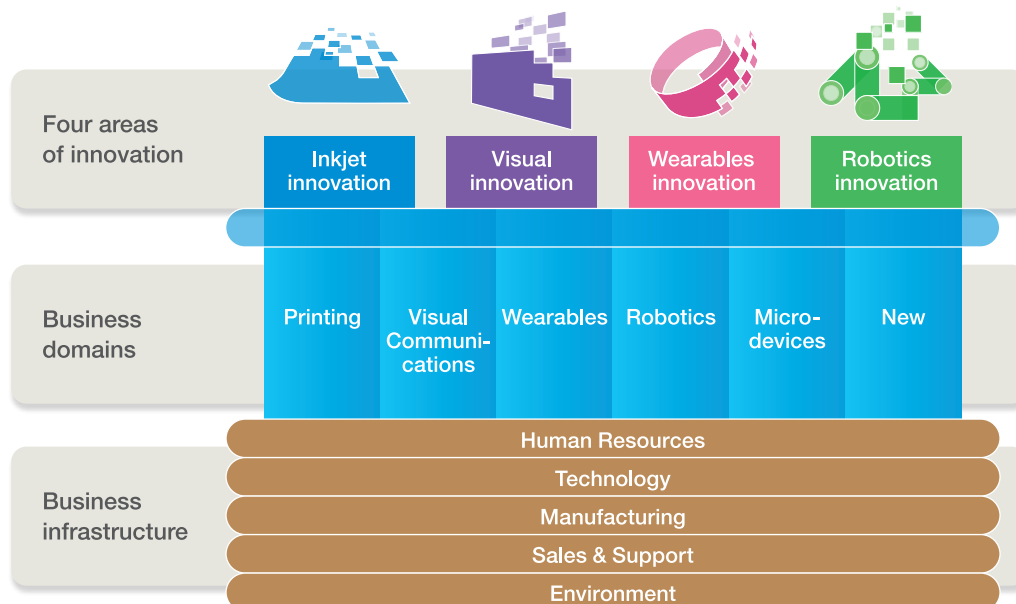 Four areas
of innovation
Inkjet
innovation
Visual
innovation
Wearables
innovation
Robotics
innovation
Business
domains
Printing
Visual
Communi-
cations
Wearables
Robotics
Micro-
devices
New
Business
infrastructure
Human Resources
Technology
Manufacturing
Sales & Support
Environment